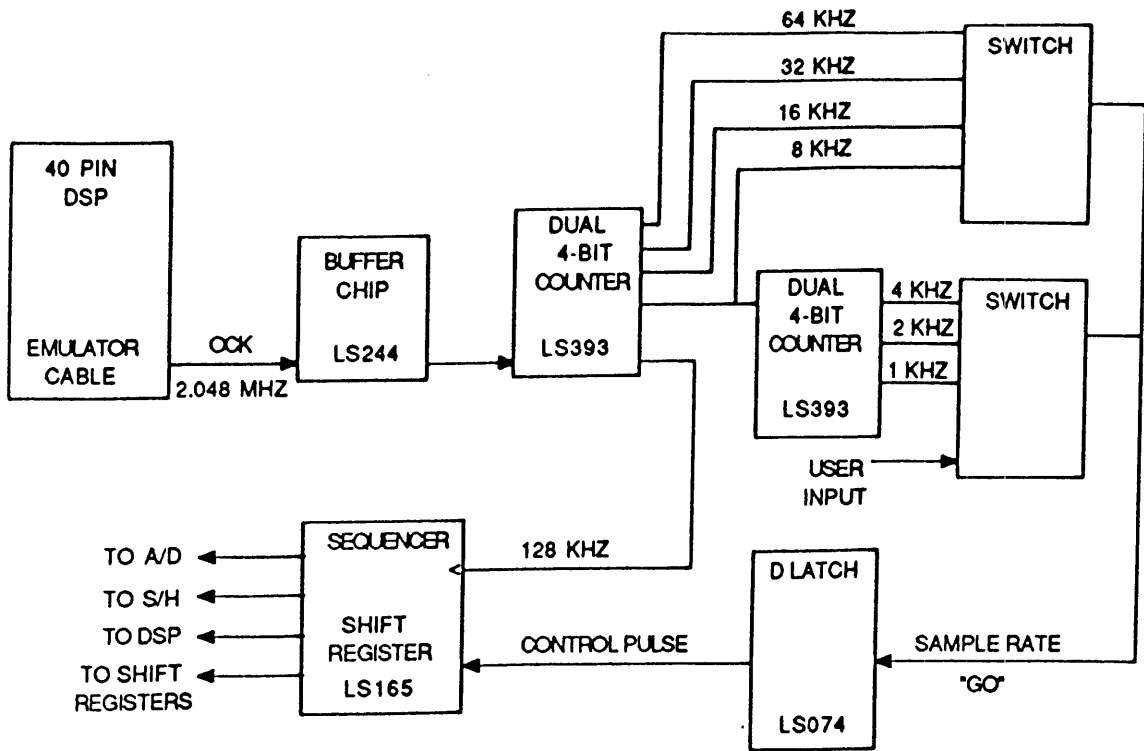 64 KHZ
32 KHZ
16 KHZ
8 KHZ
SWITCH
40 PIN
DSP
EMULATOR
CABLE
CCK
2.048 MHZ
BUFFER
CHIP
LS244
DUAL
4-BIT
COUNTER
LS393
DUAL
4-BIT
COUNTER
LS393
4 KHZ
2 KHZ
1 KHZ
SWITCH
USER
INPUT
TO A/D
TO S/H
TO DSP
TO SHIFT
REGISTERS
SEQUENCER
SHIFT
REGISTER
LS165
128 KHZ
CONTROL PULSE
D LATCH
LS074
SAMPLE RATE
"GO"